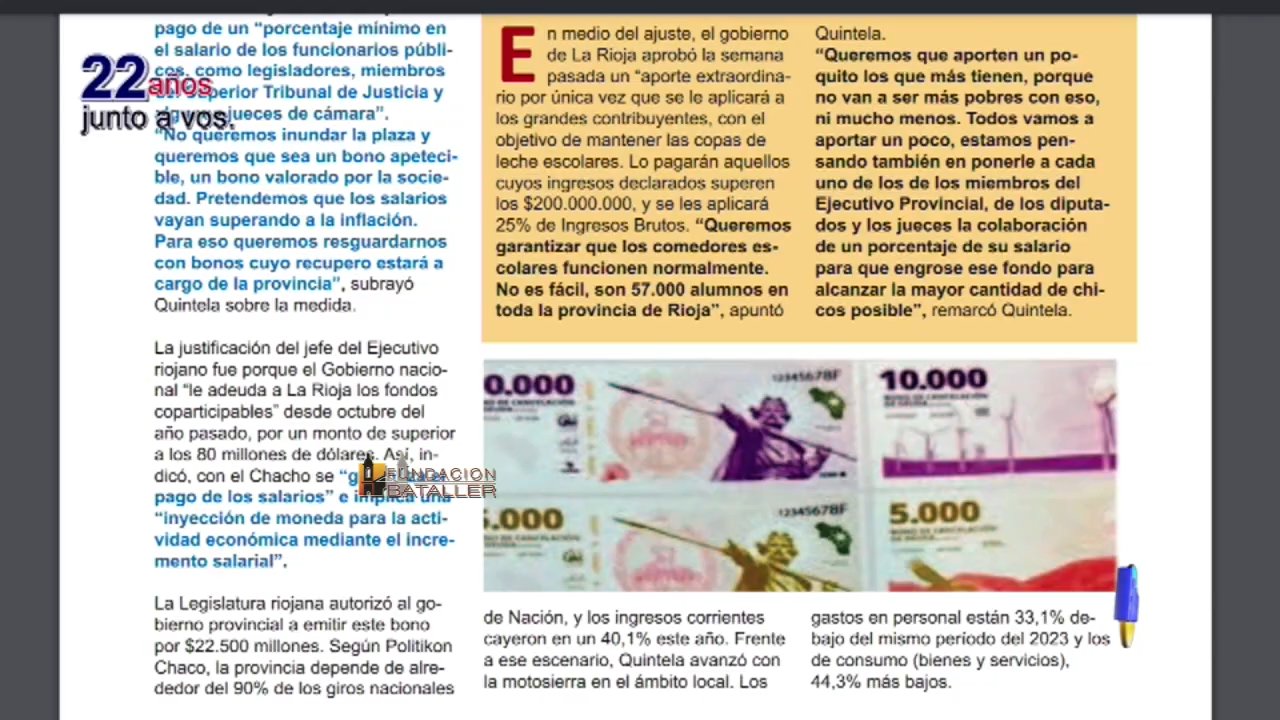 pago de un “porcentaje mínimo en
el salario de los funcionarios públi-
cos, como legisladores, miembros
del Superior Tribunal de Justicia y
jueces de cámara”.
“No queremos inundar la plaza y
queremos que sea un bono apeteci-
ble, un bono valorado por la socie-
dad. Pretendemos que los salarios
vayan superando a la inflación.
Para eso queremos resguardarnos
con bonos cuyo recupero estará a
cargo de la provincia”, subrayó
Quintela sobre la medida.
La justificación del jefe del Ejecutivo
riojano fue porque el Gobierno nacio-
nal “le adeuda a La Rioja los fondos
coparticipables” desde octubre del
año pasado, por un monto de superior
a los 80 millones de dólares. Así, in-
dicó, con el Chacho se
pago de los salarios” e implica una
“inyección de moneda para la acti-
vidad económica mediante el incre-
mento salarial”.
La Legislatura riojana autorizó al go-
bierno provincial a emitir este bono
por $22.500 millones. Según Politikon
Chaco, la provincia depende de alre-
dedor del 90% de los giros nacionales
22 años
junto a vos.
FUNDACION
BATALLER
En medio del ajuste, el gobierno
de La Rioja aprobó la semana
pasada un “aporte extraordina-
rio por única vez que se le aplicará a
los grandes contribuyentes, con el
objetivo de mantener las copas de
leche escolares. Lo pagarán aquellos
cuyos ingresos declarados superen
los $200.000.000, y se les aplicará
25% de Ingresos Brutos. “Queremos
garantizar que los comedores es-
colares funcionen normalmente.
No es fácil, son 57.000 alumnos en
toda la provincia de Rioja”, apuntó
Quintela.
“Queremos que aporten un po-
quito los que más tienen, porque
no van a ser más pobres con eso,
ni mucho menos. Todos vamos a
aportar un poco, estamos pen-
sando también en ponerle a cada
uno de los de los miembros del
Ejecutivo Provincial, de los diputa-
dos y los jueces la colaboración
de un porcentaje de su salario
para que engrose ese fondo para
alcanzar la mayor cantidad de chi-
cos posible”, remarcó Quintela.
0.000
12345678F
10.000
5.000
12345678F
5.000
de Nación, y los ingresos corrientes
cayeron en un 40,1% este año. Frente
a ese escenario, Quintela avanzó con
la motosierra en el ámbito local. Los
gastos en personal están 33,1% de-
bajo del mismo período del 2023 y los
de consumo (bienes y servicios),
44,3% más bajos.